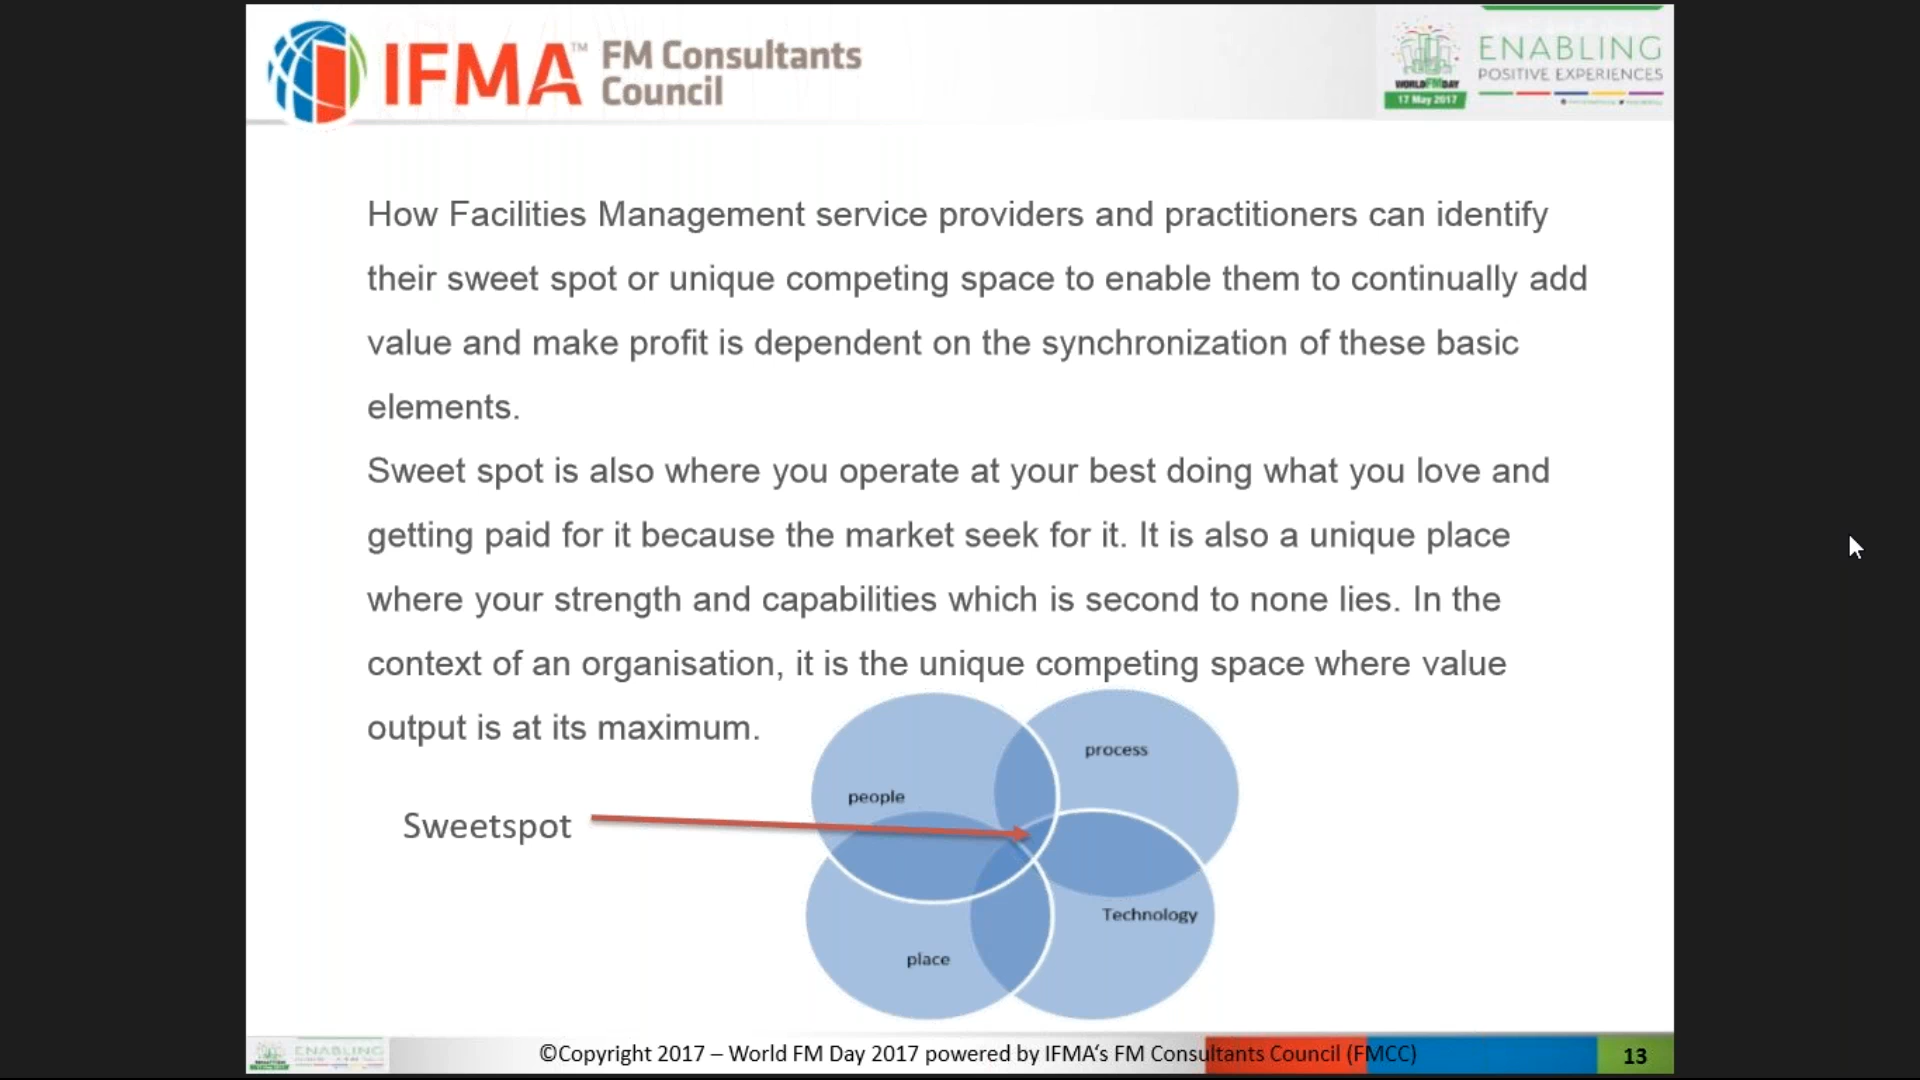 IFMA™ FM Consultants
Council
WORLD FM DAY
17 May 2017
ENABLING
POSITIVE EXPERIENCES
How Facilities Management service providers and practitioners can identify
their sweet spot or unique competing space to enable them to continually add
value and make profit is dependent on the synchronization of these basic
elements.
Sweet spot is also where you operate at your best doing what you love and
getting paid for it because the market seek for it. It is also a unique place
where your strength and capabilities which is second to none lies. In the
context of an organisation, it is the unique competing space where value
output is at its maximum.
process
people
Sweetspot
Technology
place
ENABLING
©Copyright 2017 – World FM Day 2017 powered by IFMA‘s FM Consultants Council (FMCC)
13